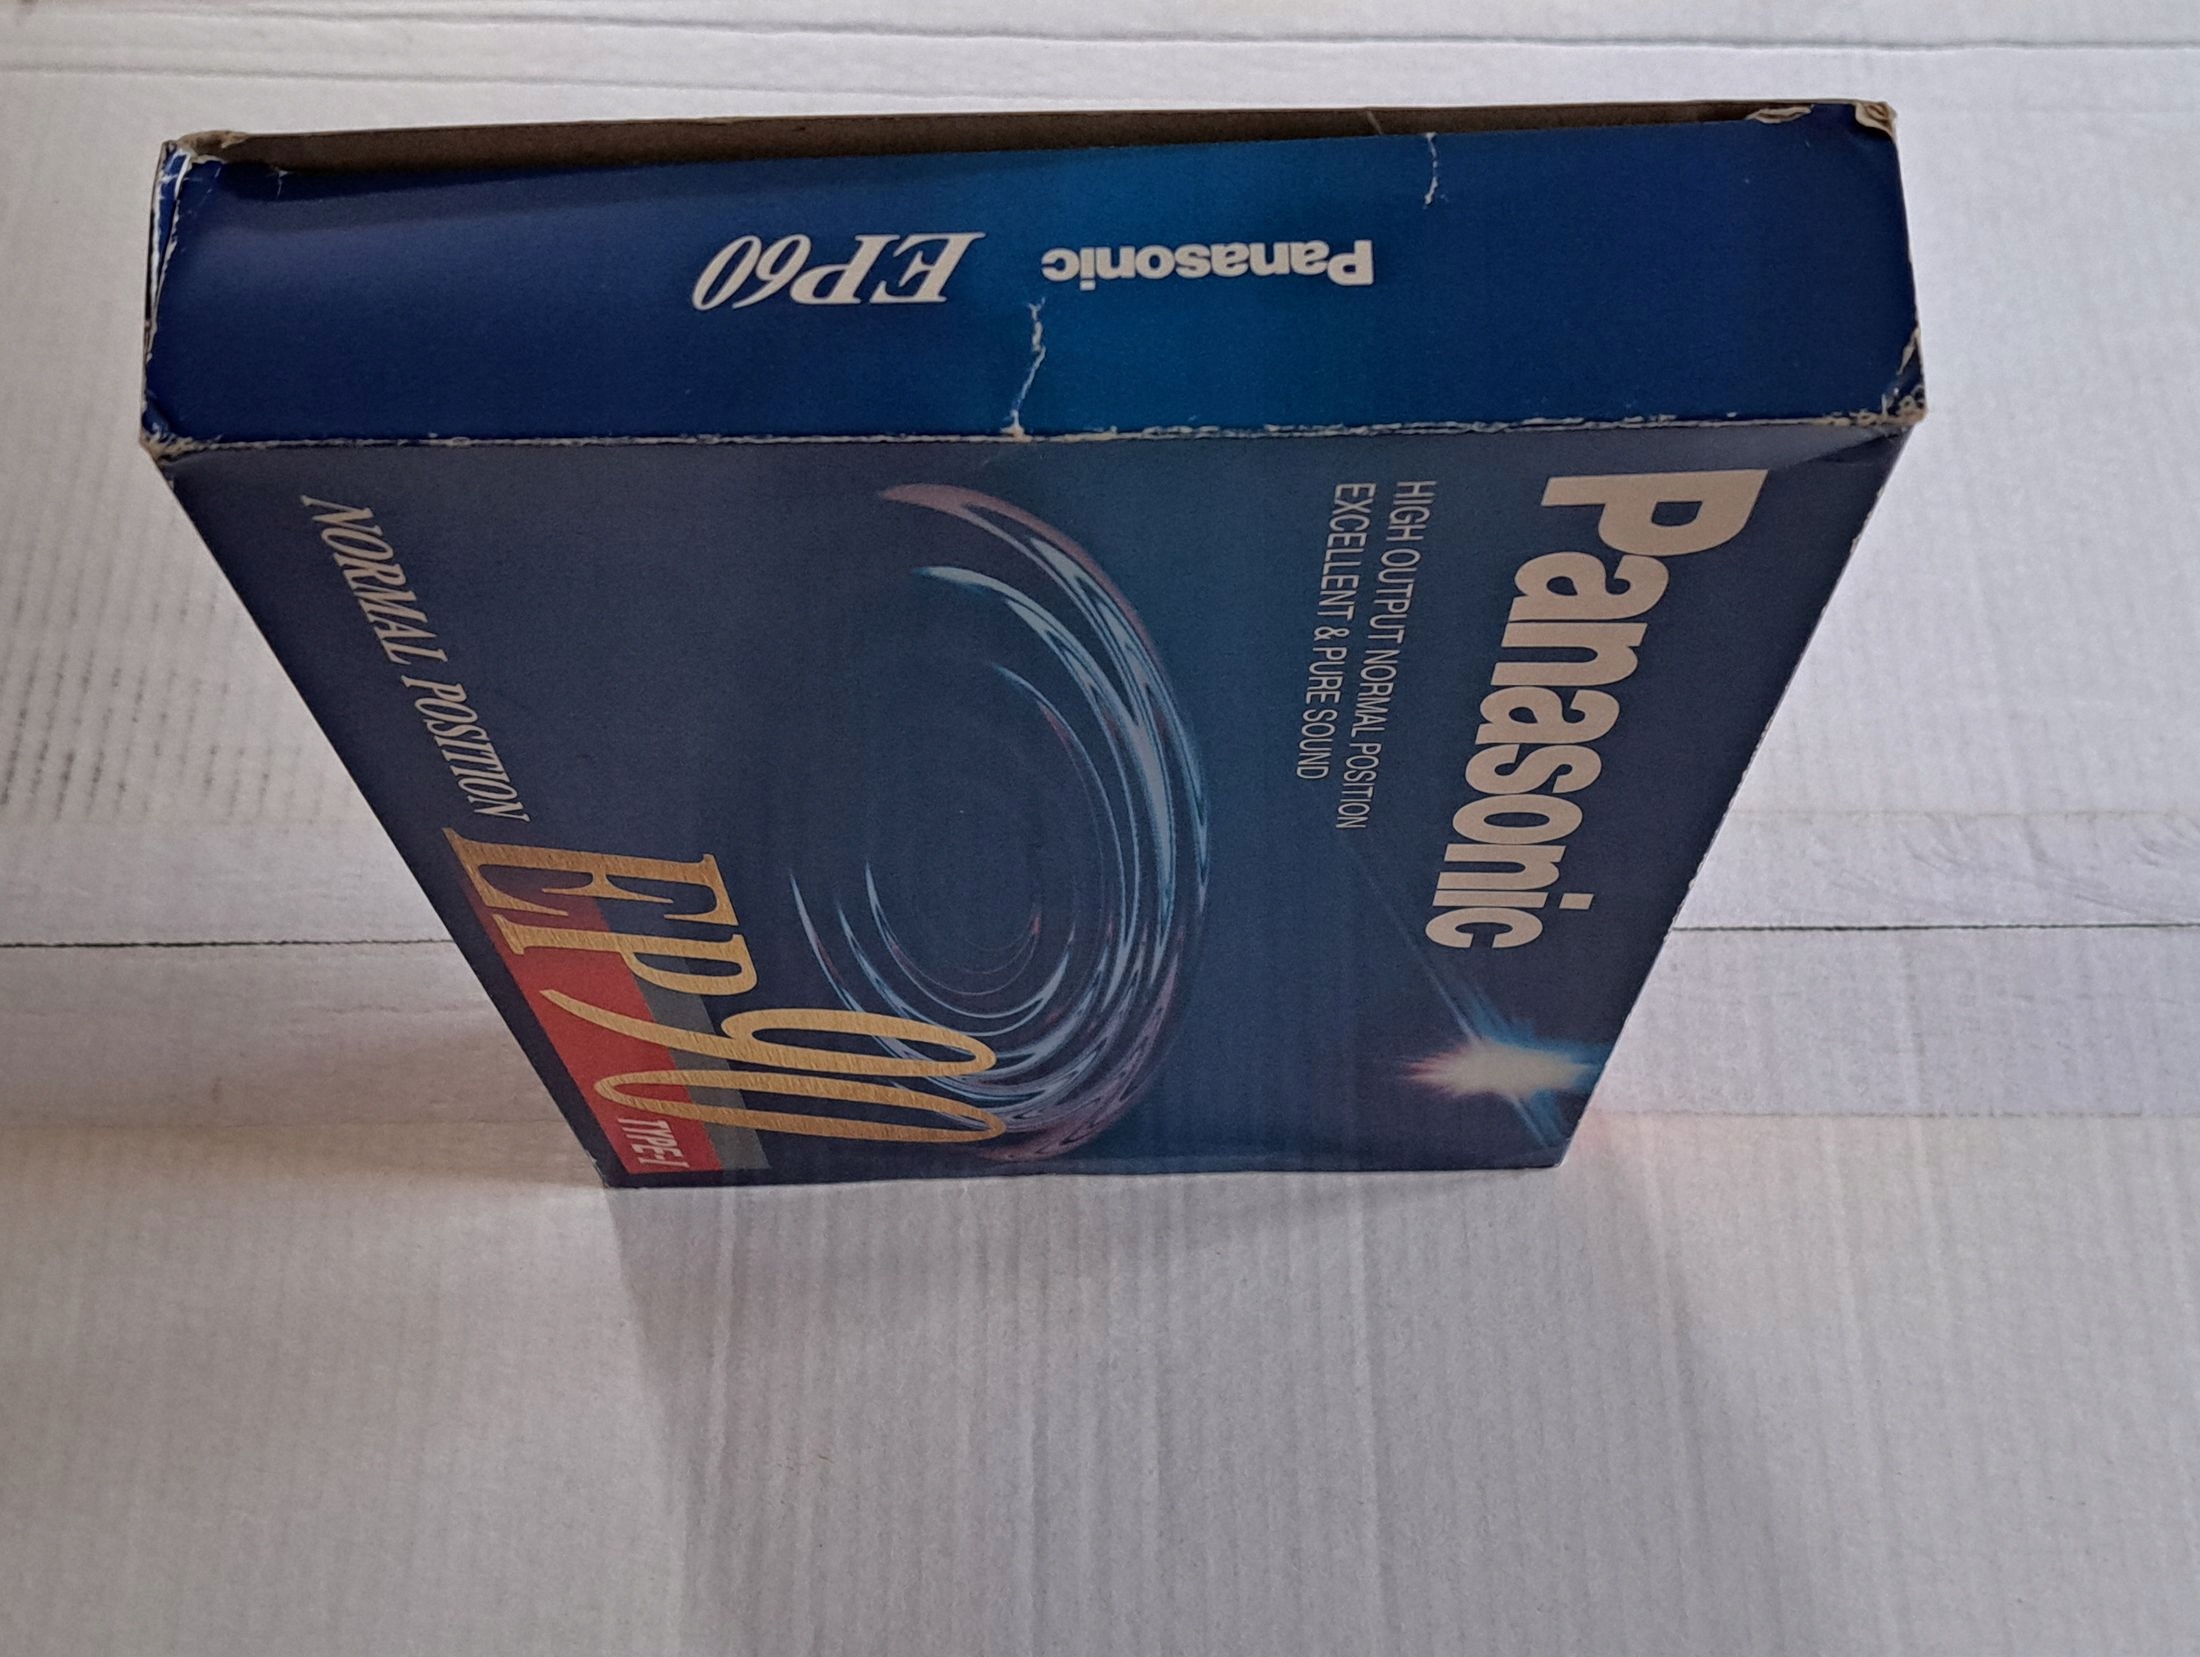 Panasonic EP60
Panasonic
HIGH OUTPUT NORMAL POSITION
EXCELLENT & PURE SOUND
NORMAL POSITION
EP90
TYPE-I